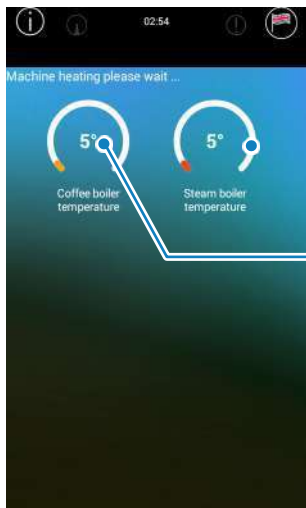 i
02:54
!
Machine heating please wait ...
5°
5°
Coffee boiler
temperature
Steam boiler
temperature